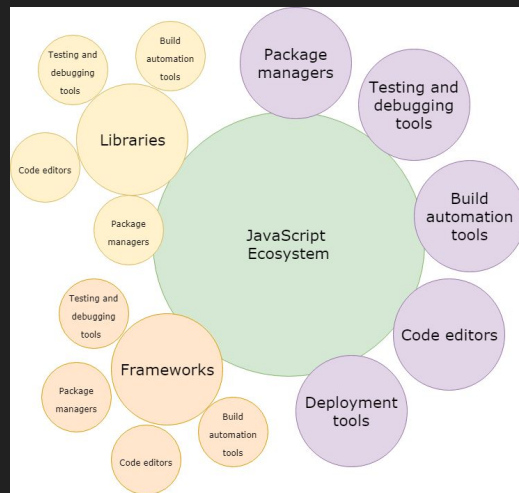 Package
managers
Build
automation
tools
Testing and
debugging
tools
Testing and
debugging
tools
Libraries
Code editors
Build
automation
tools
Package
managers
JavaScript
Ecosystem
Testing and
debugging
tools
Code editors
Frameworks
Package
managers
Deployment
tools
Build
automation
tools
Code editors